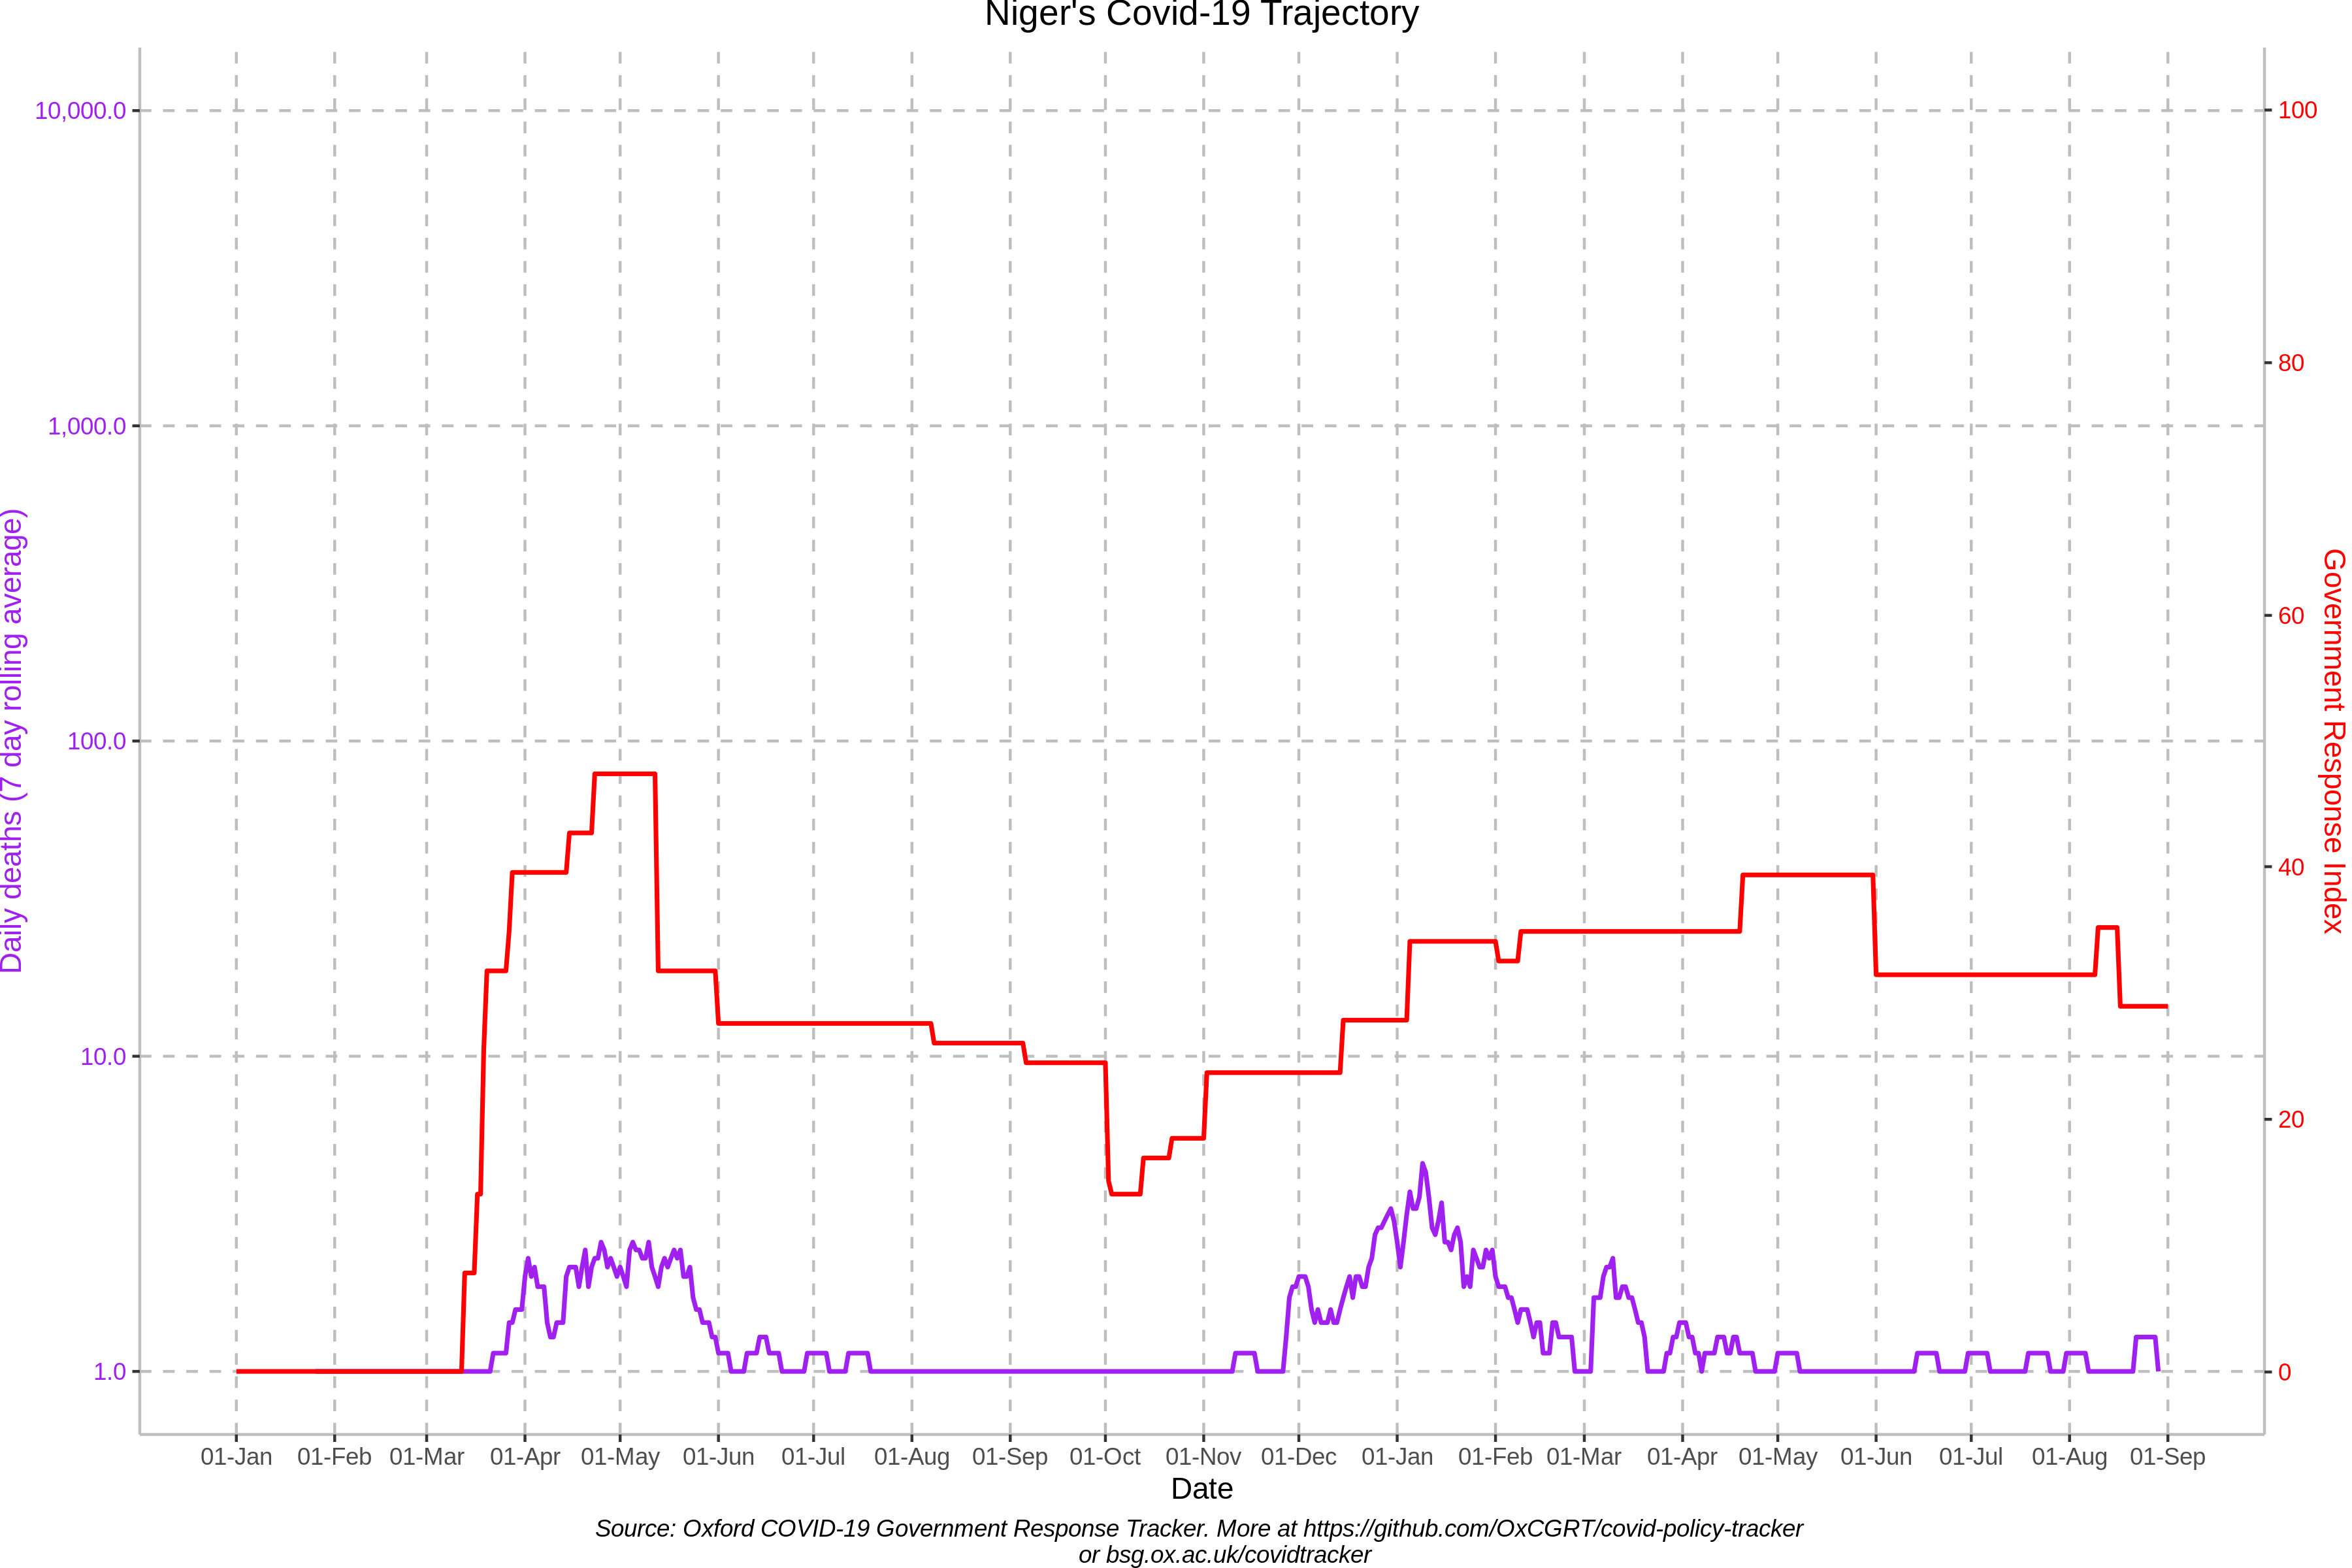 Niger's Covid-19 Trajectory
10,000.0
1,000.0
100.0
10.0
1.0
Daily deaths (7 day rolling average)
100
80
60
40
20
0
Government Response Index
01-Jan 01-Feb 01-Mar 01-Apr 01-May 01-Jun 01-Jul 01-Aug 01-Sep 01-Oct 01-Nov 01-Dec 01-Jan 01-Feb 01-Mar 01-Apr 01-May 01-Jun 01-Jul 01-Aug 01-Sep
Date
Source: Oxford COVID-19 Government Response Tracker. More at https://github.com/OxCGRT/covid-policy-tracker
or bsg.ox.ac.uk/covidtracker